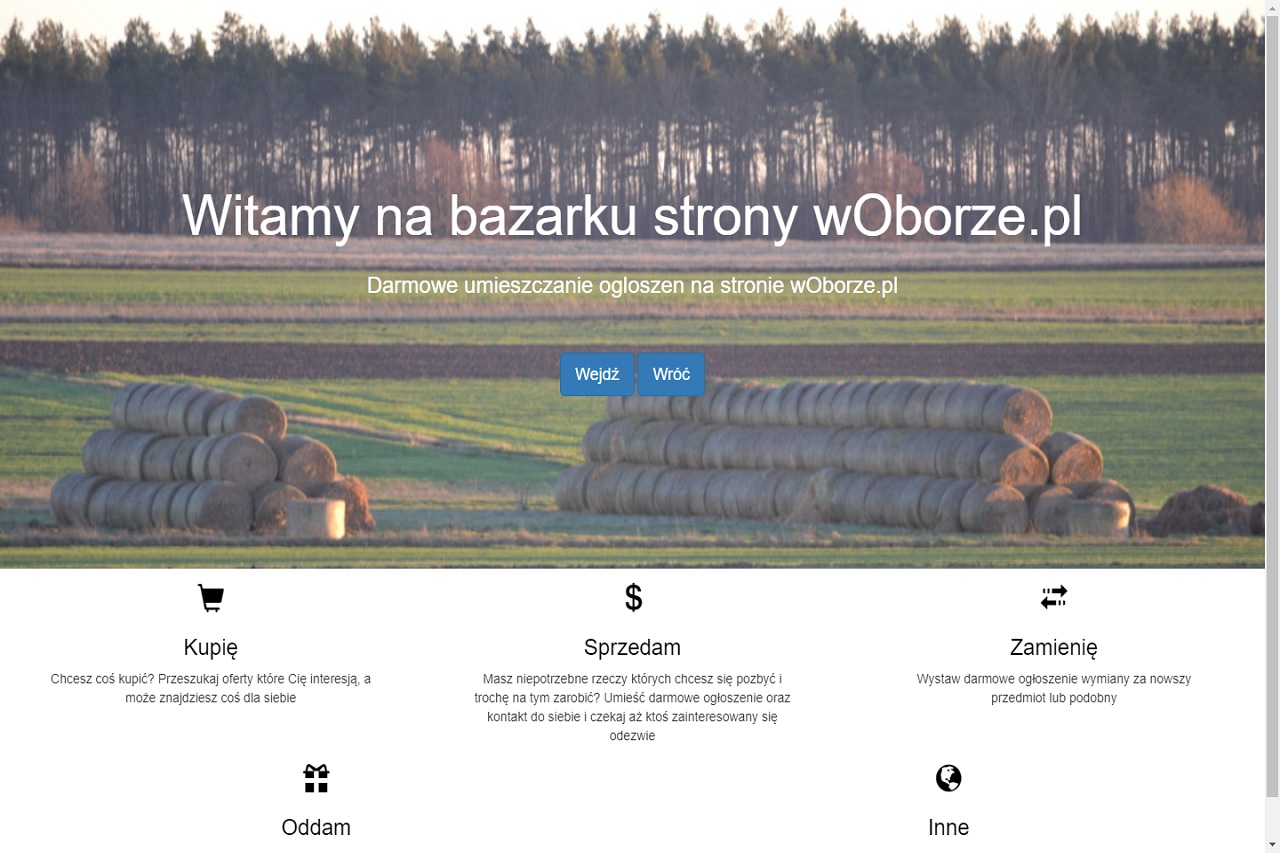 Witamy na bazarku strony wOborze.pl
Darmowe umieszczanie ogloszen na stronie wOborze.pl
Wejdź Wróć
Kupię
Chcesz coś kupić? Przeszukaj oferty które Cię interesją, a
może znajdziesz coś dla siebie
Sprzedam
Masz niepotrzebne rzeczy których chcesz się pozbyć i
trochę na tym zarobić? Umieść darmowe ogłoszenie oraz
kontakt do siebie i czekaj aż ktoś zainteresowany się
odezwie
Zamienię
Wystaw darmowe ogłoszenie wymiany za nowszy
przedmiot lub podobny
Oddam
Inne